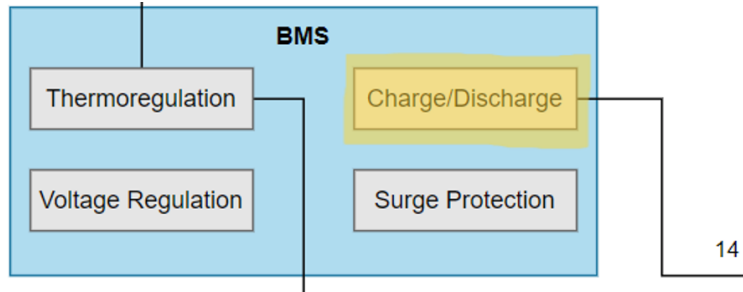 BMS
Thermoregulation
Charge/Discharge
Voltage Regulation
Surge Protection
14